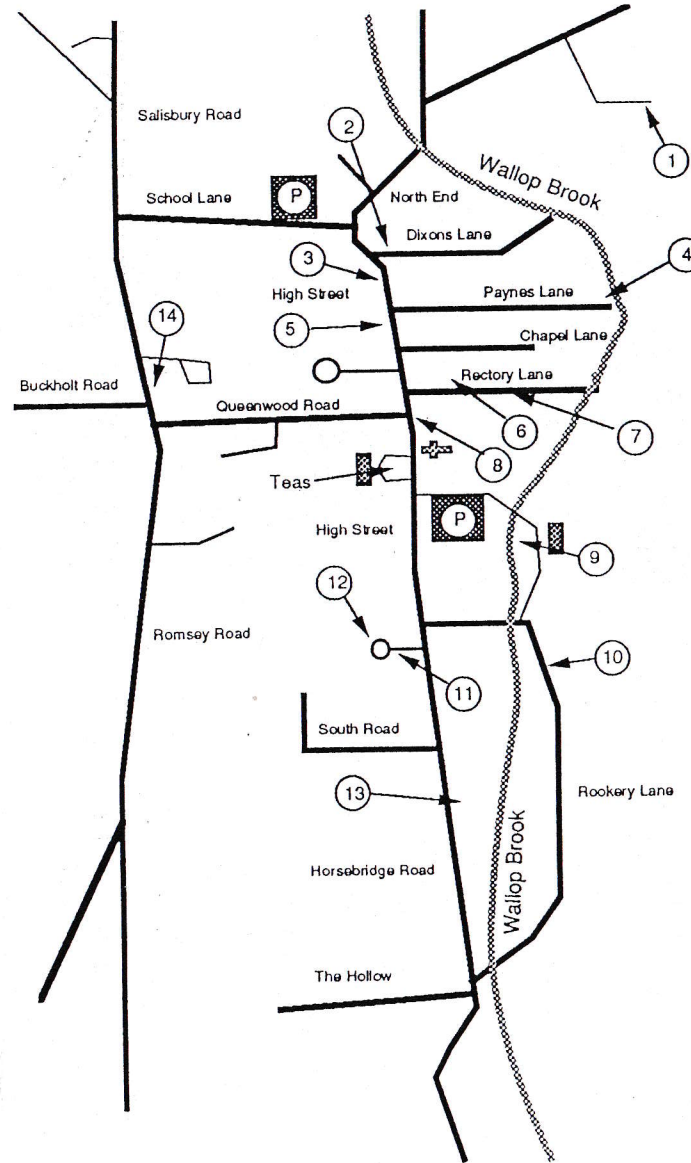 Salisbury Road
2
Wallop Brook
1
School Lane
P
North End
Dixons Lane
3
4
High Street
Paynes Lane
14
5
Chapel Lane
Buckholt Road
Rectory Lane
Queenwood Road
6
7
8
Teas
High Street
P
9
12
Romsey Road
10
11
South Road
13
Rookery Lane
Wallop Brook
Horsebridge Road
The Hollow